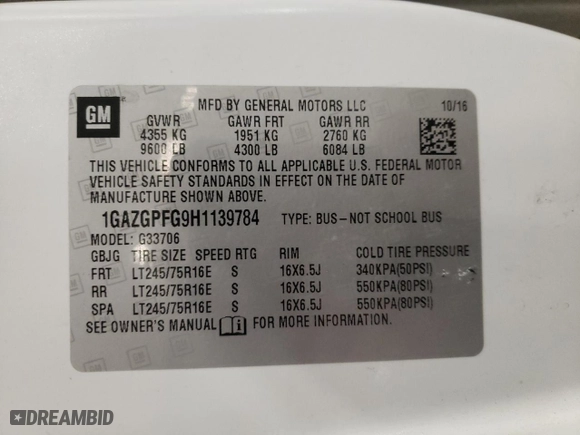 GM
MFD BY GENERAL MOTORS LLC 10/16
GVWR GAWR FRT GAWR RR
4355 KG 1951 KG 2760 KG
9600 LB 4300 LB 6084 LB
THIS VEHICLE CONFORMS TO ALL APPLICABLE U.S. FEDERAL MOTOR
VEHICLE SAFETY STANDARDS IN EFFECT ON THE DATE OF
MANUFACTURE SHOWN ABOVE.
1GAZGPFG9H1139784 TYPE: BUS-NOT SCHOOL BUS
MODEL: G33706
GBJG TIRE SIZE SPEED RTG RIM COLD TIRE PRESSURE
FRT LT245/75R16E S 16X6.5J 340KPA(50PSI)
RR LT245/75R16E S 16X6.5J 550KPA(80PSI)
SPA LT245/75R16E S 16X6.5J 550KPA(80PSI)
SEE OWNER'S MANUAL FOR MORE INFORMATION.
DREAMBID